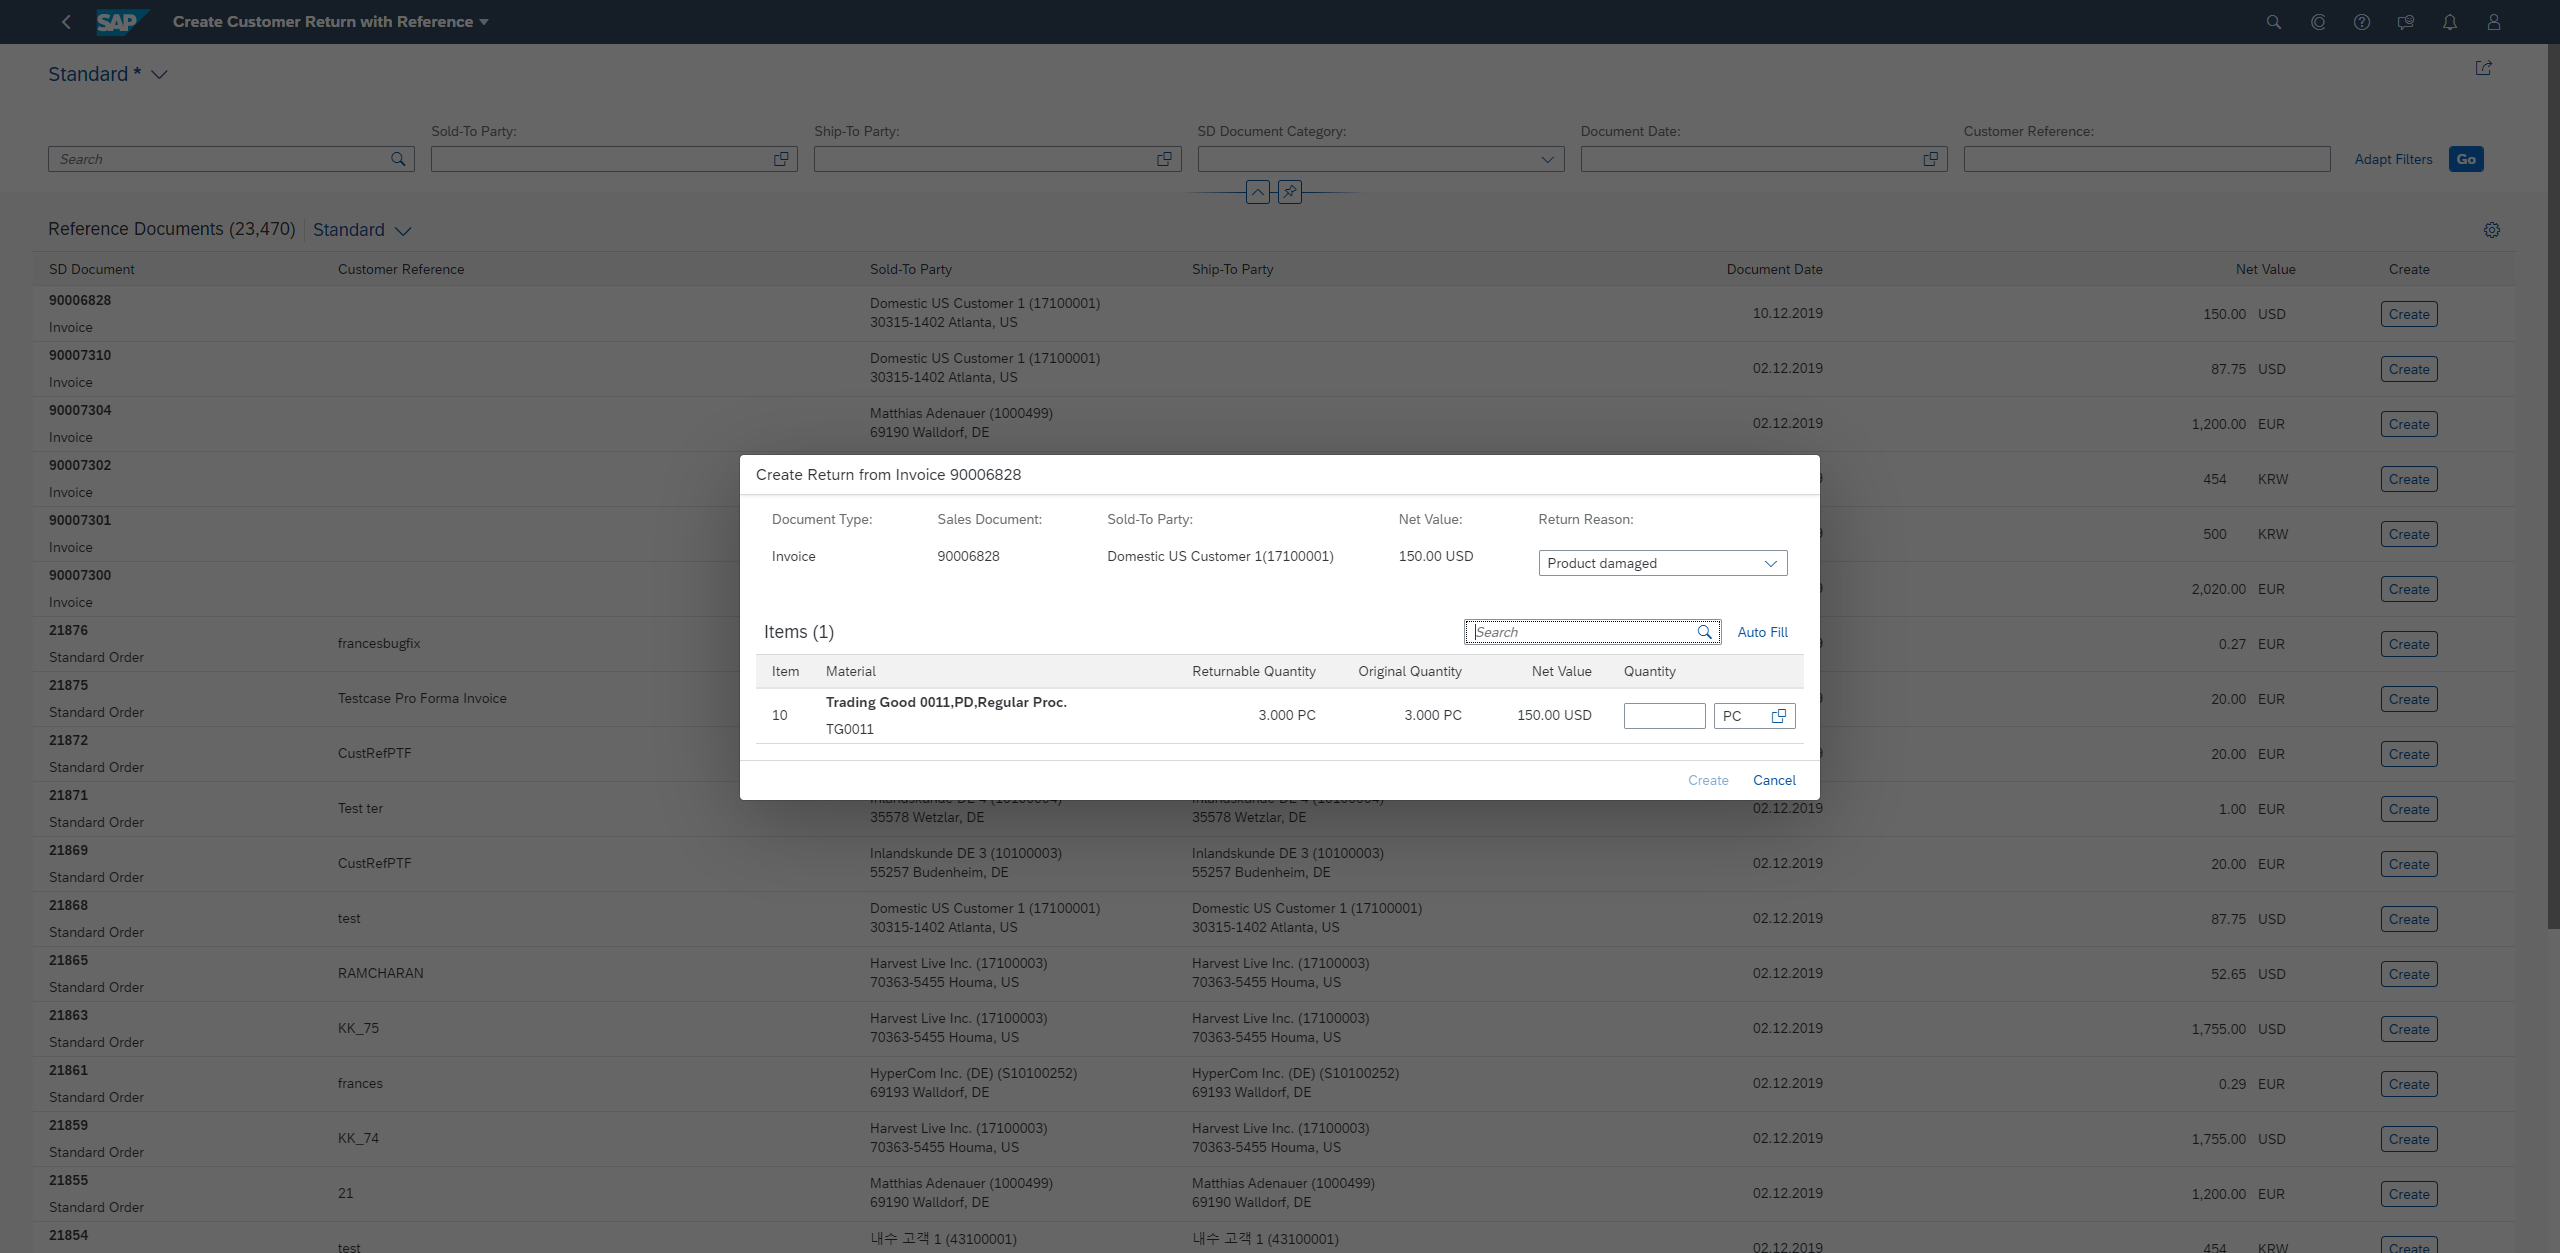 SAP Create Customer Return with Reference
Standard *
Sold-To Party: Ship-To Party: SD Document Category: Document Date: Customer Reference:
Search Adapt Filters Go
Reference Documents (23,470) Standard
SD Document Customer Reference Sold-To Party Ship-To Party Document Date Net Value Create
90006828
Invoice
Domestic US Customer 1 (17100001)
30315-1402 Atlanta, US
10.12.2019 150.00 USD Create
90007310
Invoice
Domestic US Customer 1 (17100001)
30315-1402 Atlanta, US
02.12.2019 87.75 USD Create
90007304
Invoice
Matthias Adenauer (1000499)
69190 Walldorf, DE
02.12.2019 1,200.00 EUR Create
90007302
Invoice
454 KRW Create
90007301
Invoice
500 KRW Create
90007300
Invoice
2,020.00 EUR Create
21876
Standard Order
francesbugfix
0.27 EUR Create
21875
Standard Order
Testcase Pro Forma Invoice
20.00 EUR Create
21872
Standard Order
CustRefPTF
20.00 EUR Create
Create Return from Invoice 90006828
Document Type: Sales Document: Sold-To Party: Net Value: Return Reason:
Invoice 90006828 Domestic US Customer 1(17100001) 150.00 USD Product damaged
Items (1) Search Auto Fill
Item Material Returnable Quantity Original Quantity Net Value Quantity
Trading Good 0011,PD,Regular Proc.
10 3.000 PC 3.000 PC 150.00 USD PC
TG0011
Create Cancel
21871
Standard Order
Test ter
35578 Wetzlar, DE
35578 Wetzlar, DE
02.12.2019 1.00 EUR Create
21869
Standard Order
CustRefPTF
Inlandskunde DE 3 (10100003)
55257 Budenheim, DE
Inlandskunde DE 3 (10100003)
55257 Budenheim, DE
02.12.2019 20.00 EUR Create
21868
Standard Order
test
Domestic US Customer 1 (17100001)
30315-1402 Atlanta, US
Domestic US Customer 1 (17100001)
30315-1402 Atlanta, US
02.12.2019 87.75 USD Create
21865
Standard Order
RAMCHARAN
Harvest Live Inc. (17100003)
70363-5455 Houma, US
Harvest Live Inc. (17100003)
70363-5455 Houma, US
02.12.2019 52.65 USD Create
21863
Standard Order
KK_75
Harvest Live Inc. (17100003)
70363-5455 Houma, US
Harvest Live Inc. (17100003)
70363-5455 Houma, US
02.12.2019 1,755.00 USD Create
21861
Standard Order
frances
HyperCom Inc. (DE) (S10100252)
69193 Walldorf, DE
HyperCom Inc. (DE) (S10100252)
69193 Walldorf, DE
02.12.2019 0.29 EUR Create
21859
Standard Order
KK_74
Harvest Live Inc. (17100003)
70363-5455 Houma, US
Harvest Live Inc. (17100003)
70363-5455 Houma, US
02.12.2019 1,755.00 USD Create
21855
Standard Order
21
Matthias Adenauer (1000499)
69190 Walldorf, DE
Matthias Adenauer (1000499)
69190 Walldorf, DE
02.12.2019 1,200.00 EUR Create
21854
test
내수 고객 1 (43100001)
내수 고객 1 (43100001)
02.12.2019 454 KRW Create